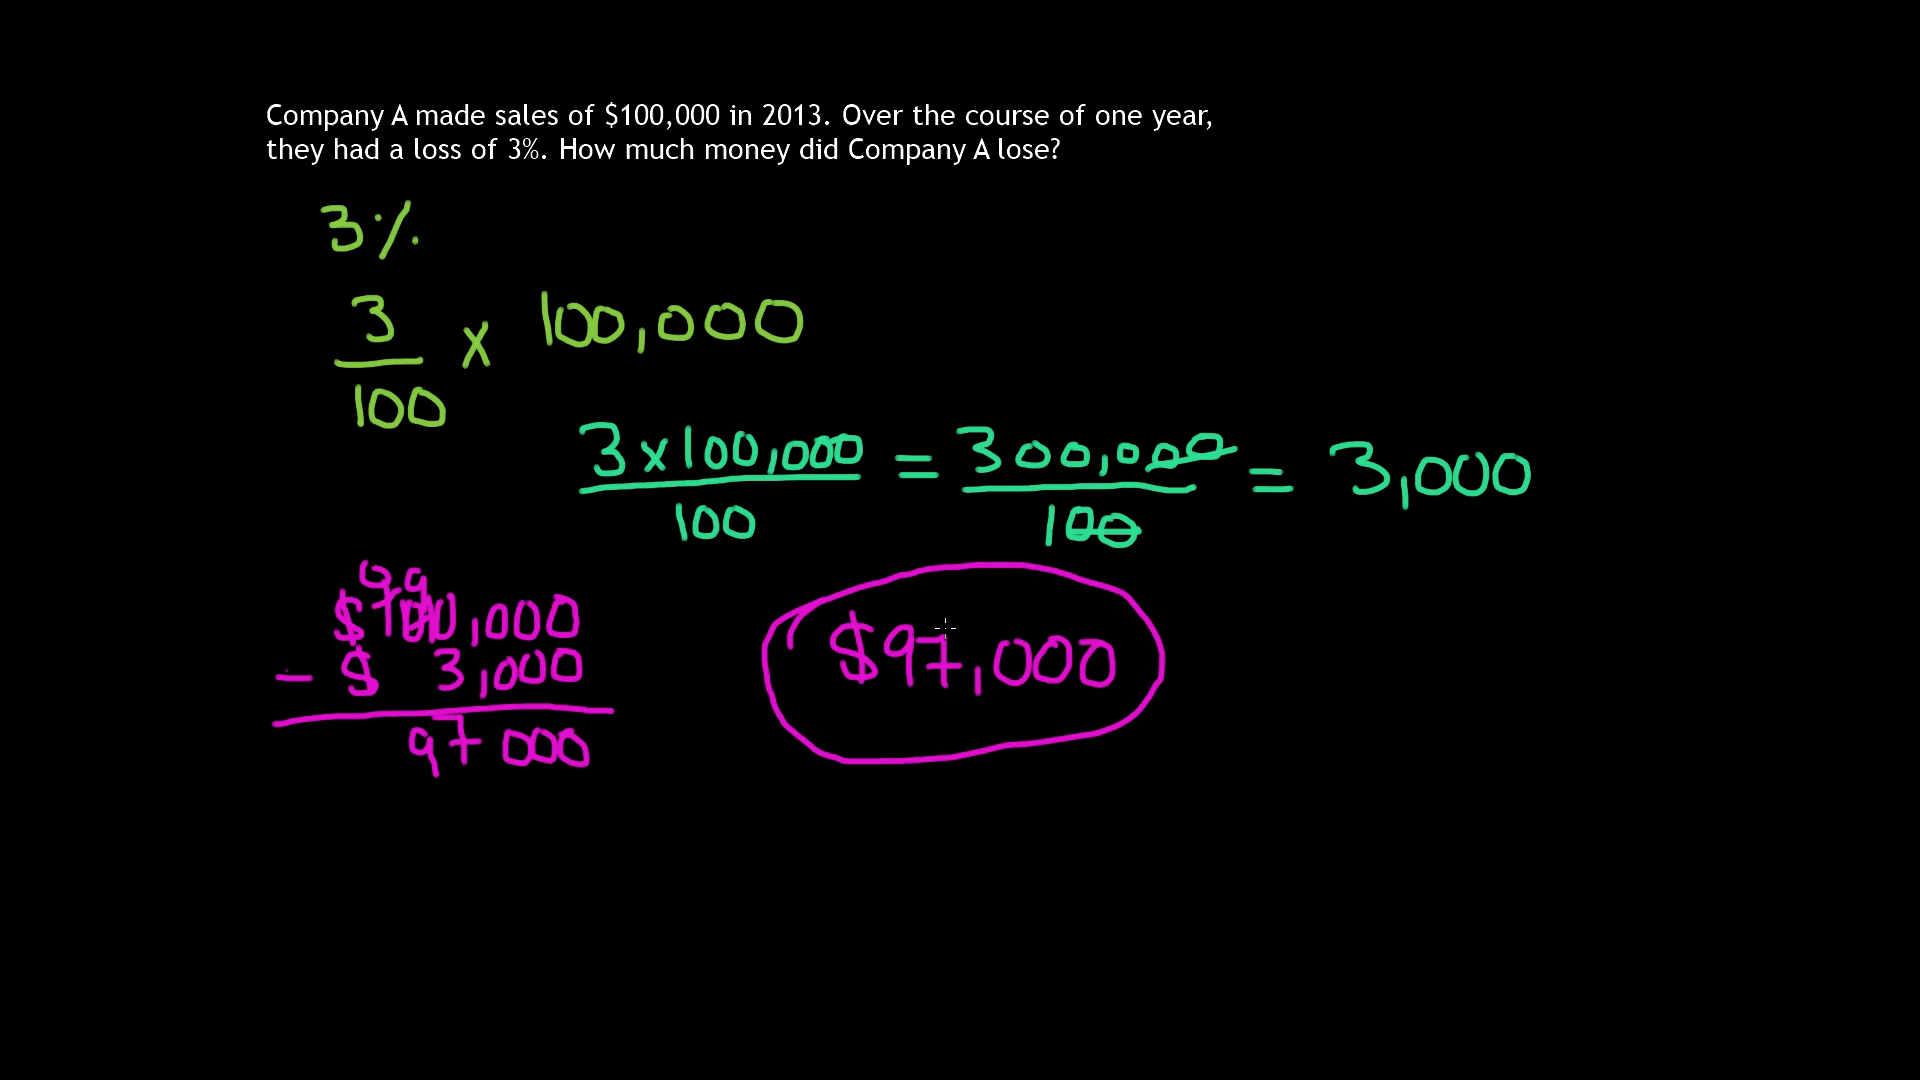 Company A made sales of $100,000 in 2013. Over the course of one year,
they had a loss of 3%. How much money did Company A lose?
3%
3
100
x 100,000
3 x 100,000 = 300,000 = 3,000
100 100
99
$100,000
- $ 3,000
97 000
$97,000